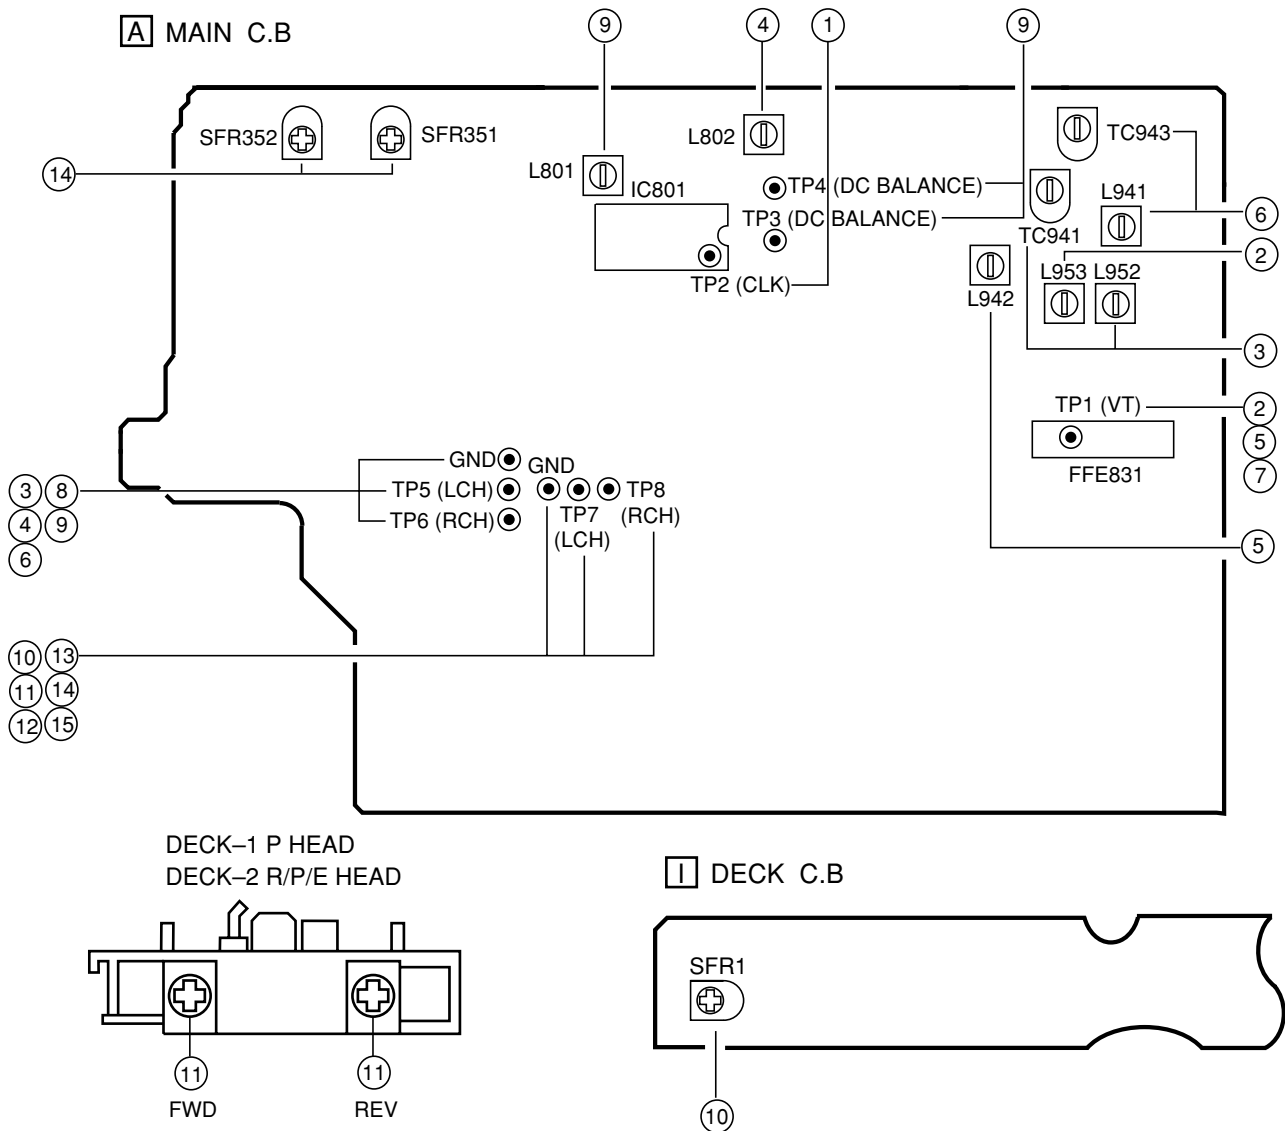 A MAIN C.B
9
4
1
9
SFR352
SFR351
14
L801
IC801
L802
TP4 (DC BALANCE)
TP3 (DC BALANCE)
TP2 (CLK)
TC943
L941
TC941
6
2
L953 L952
L942
3
TP1 (VT)
2
5
7
FFE831
5
GND
TP5 (LCH)
TP6 (RCH)
GND
TP7
(LCH)
TP8
(RCH)
3 8
4 9
6
10 13
11 14
12 15
DECK–1 P HEAD
DECK–2 R/P/E HEAD
11
FWD
11
REV
I DECK C.B
SFR1
10